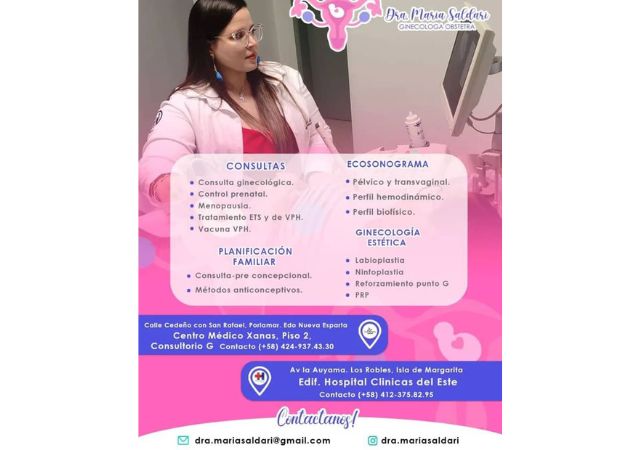 Dra. María Saldari
GINECOLOGA OBSTETRA
CONSULTAS
Consulta ginecológica.
Control prenatal.
Menopausia.
Tratamiento ETS y de VPH.
Vacuna VPH.
PLANIFICACIÓN
FAMILIAR
Consulta-pre concepcional.
Métodos anticonceptivos.
ECOSONOGRAMA
Pélvico y transvaginal.
Perfil hemodinámico.
Perfil biofísico.
GINECOLOGÍA
ESTÉTICA
Labioplastia
Ninfoplastia
Reforzamiento punto G
PRP
Calle Cedeño con San Rafael, Porlamar. Edo Nueva Esparta
Centro Médico Xanas, Piso 2,
Consultorio G Contacto (+58) 424-937.43.30
Av la Auyama. Los Robles, Isla de Margarita
Edif. Hospital Clinicas del Este
Contacto (+58) 412-375.82.95
Contactanos!
dra.mariasaldari@gmail.com
dra.mariasaldari